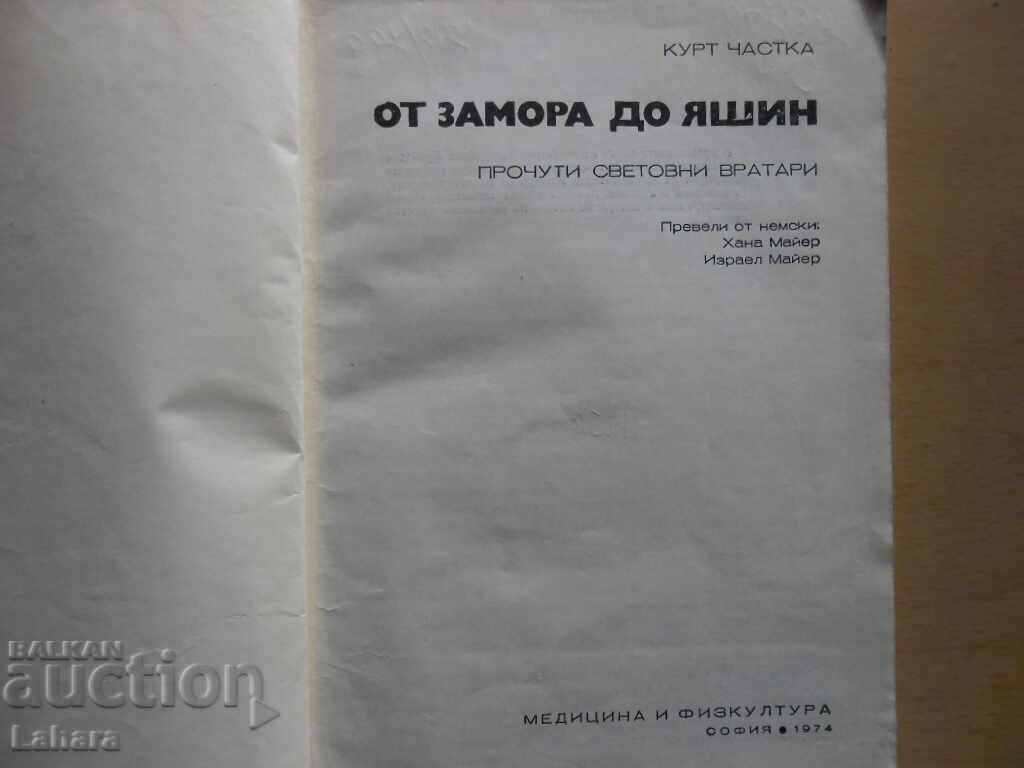 КУРТ ЧАСТКА
ОТ ЗАМОРА ДО ЯШИН
ПРОЧУТИ СВЕТОВНИ ВРАТАРИ
Превели от немски:
Хана Майер
Израел Майер
МЕДИЦИНА И ФИЗКУЛТУРА
СОФИЯ • 1974
BALKAN
auction
Lahara